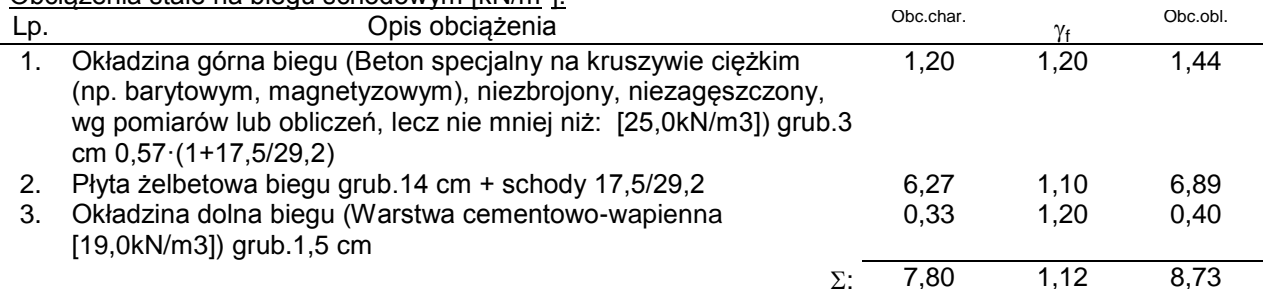 Obciążenia stałe na biegu schodowym [kN/m²]:
Lp. Opis obciążenia Obc.char. γf Obc.obl.
1. Okładzina górna biegu (Beton specjalny na kruszywie ciężkim 1,20 1,20 1,44
(np. barytowym, magnetyzowym), niezbrojony, niezagęszczony,
wg pomiarów lub obliczeń, lecz nie mniej niż: [25,0kN/m3]) grub.3
cm 0,57·(1+17,5/29,2)
2. Płyta żelbetowa biegu grub.14 cm + schody 17,5/29,2 6,27 1,10 6,89
3. Okładzina dolna biegu (Warstwa cementowo-wapienna 0,33 1,20 0,40
[19,0kN/m3]) grub.1,5 cm
Σ: 7,80 1,12 8,73